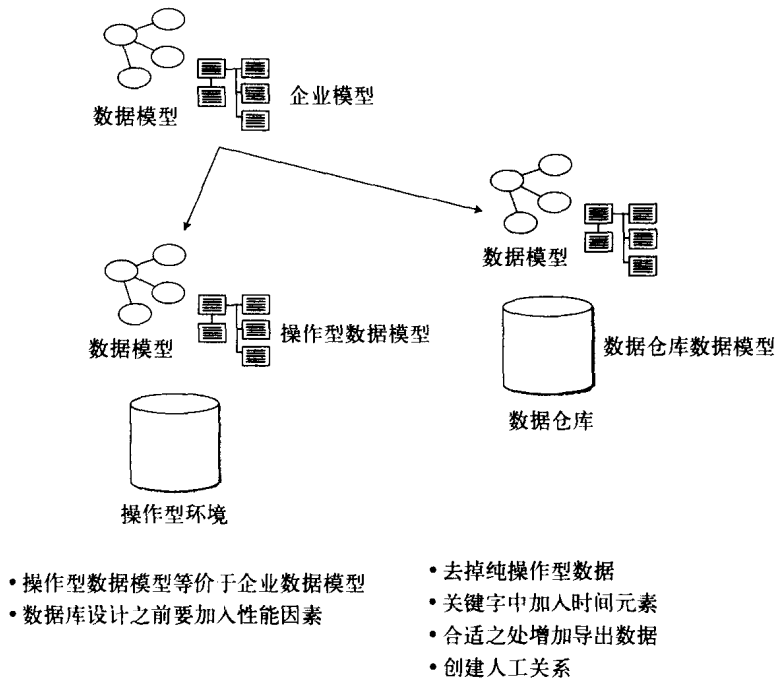 数据模型
企业模型
数据模型
数据模型
操作型数据模型
数据仓库数据模型
数据仓库
操作型环境
•操作型数据模型等价于企业数据模型
•数据库设计之前要加入性能因素
•去掉纯操作型数据
•关键字中加入时间元素
•合适之处增加导出数据
•创建人工关系